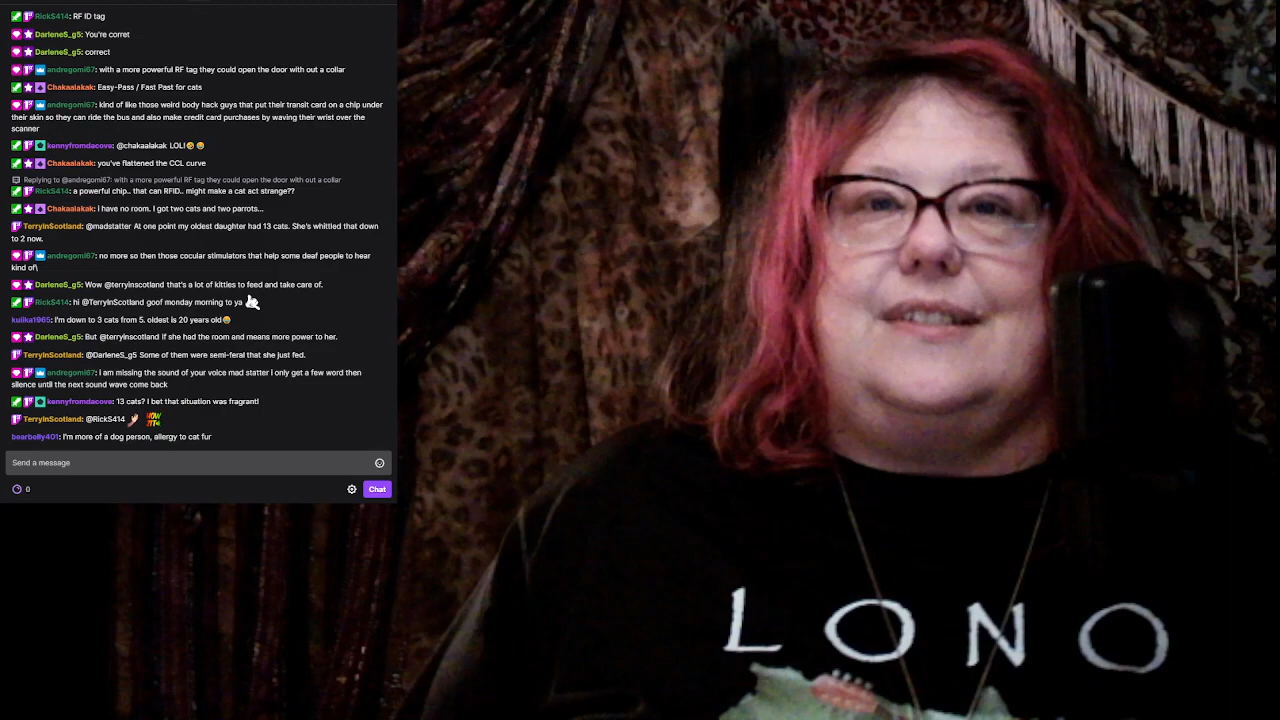 RickS414: RF ID tag
DarleneS_g5: You're corret
DarleneS_g5: correct
andregomi67: with a more powerful RF tag they could open the door with out a collar
Chakaalakak: Easy-Pass / Fast Past for cats
andregomi67: kind of like those weird body hack guys that put their transit card on a chip under
their skin so they can ride the bus and also make credit card purchases by waving their wrist over the
scanner
kennyfromdacove: @chakaalakak LOL!
Chakaalakak: you've flattened the CCL curve
Replying to @andregomi67: with a more powerful RF tag they could open the door with out a collar
RickS414: a powerful chip.. that can RFID.. might make a cat act strange??
Chakaalakak: I have no room. I got two cats and two parrots...
TerryInScotland: @madstatter At one point my oldest daughter had 13 cats. She's whittled that down
to 2 now.
andregomi67: no more so then those cocular stimulators that help some deaf people to hear
kind of\
DarleneS_g5: Wow @terryinscotland that's a lot of kitties to feed and take care of.
RickS414: hi @TerryInScotland goof monday morning to ya
kulika1965: I'm down to 3 cats from 5. oldest is 20 years old
DarleneS_g5: But @terryinscotland if she had the room and means more power to her.
TerryInScotland: @DarleneS_g5 Some of them were semi-feral that she just fed.
andregomi67: I am missing the sound of your voice mad statter I only get a few word then
silence until the next sound wave come back
kennyfromdacove: 13 cats? I bet that situation was fragrant!
TerryInScotland: @RickS414
bearbelly401: I'm more of a dog person, allergy to cat fur
Send a message
0
Chat
LONO